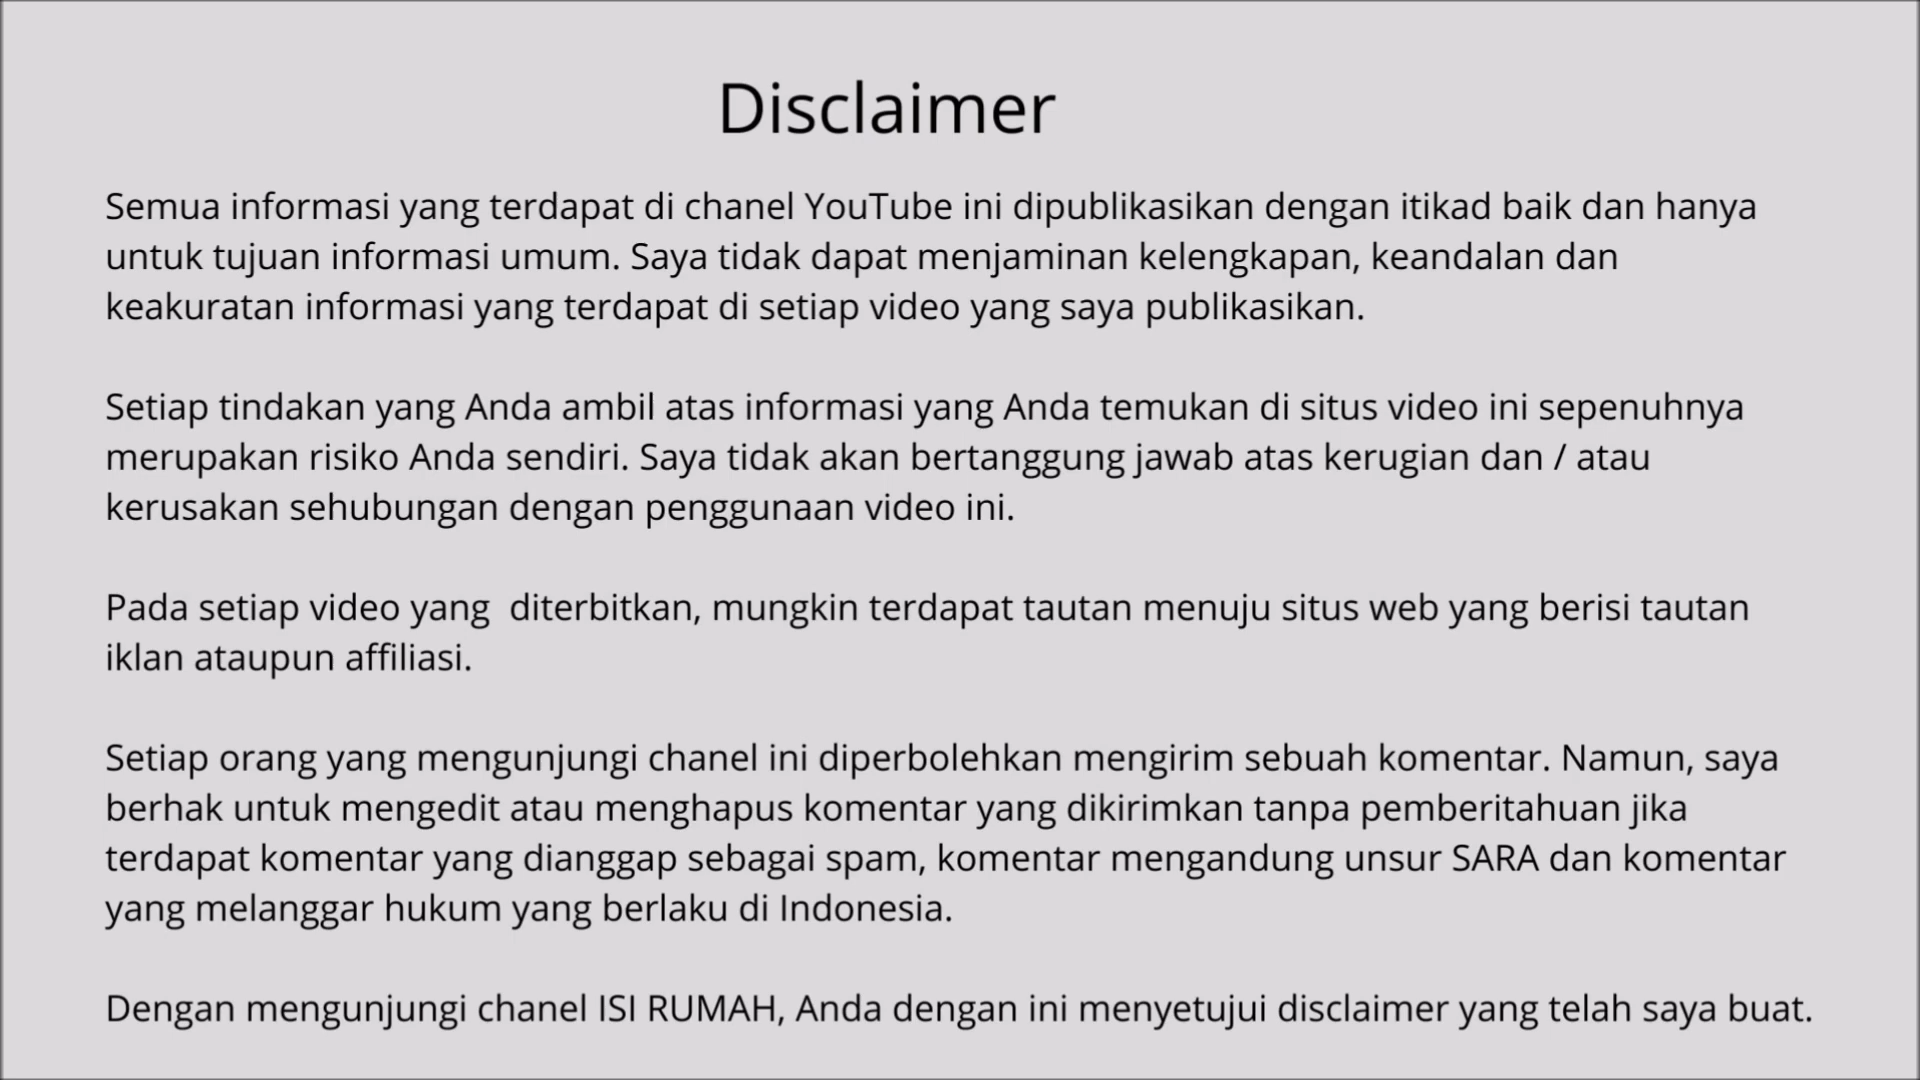 Disclaimer
Semua informasi yang terdapat di chanel YouTube ini dipublikasikan dengan itikad baik dan hanya
untuk tujuan informasi umum. Saya tidak dapat menjaminan kelengkapan, keandalan dan
keakuratan informasi yang terdapat di setiap video yang saya publikasikan.
Setiap tindakan yang Anda ambil atas informasi yang Anda temukan di situs video ini sepenuhnya
merupakan risiko Anda sendiri. Saya tidak akan bertanggung jawab atas kerugian dan / atau
kerusakan sehubungan dengan penggunaan video ini.
Pada setiap video yang  diterbitkan, mungkin terdapat tautan menuju situs web yang berisi tautan
iklan ataupun affiliasi.
Setiap orang yang mengunjungi chanel ini diperbolehkan mengirim sebuah komentar. Namun, saya
berhak untuk mengedit atau menghapus komentar yang dikirimkan tanpa pemberitahuan jika
terdapat komentar yang dianggap sebagai spam, komentar mengandung unsur SARA dan komentar
yang melanggar hukum yang berlaku di Indonesia.
Dengan mengunjungi chanel ISI RUMAH, Anda dengan ini menyetujui disclaimer yang telah saya buat.